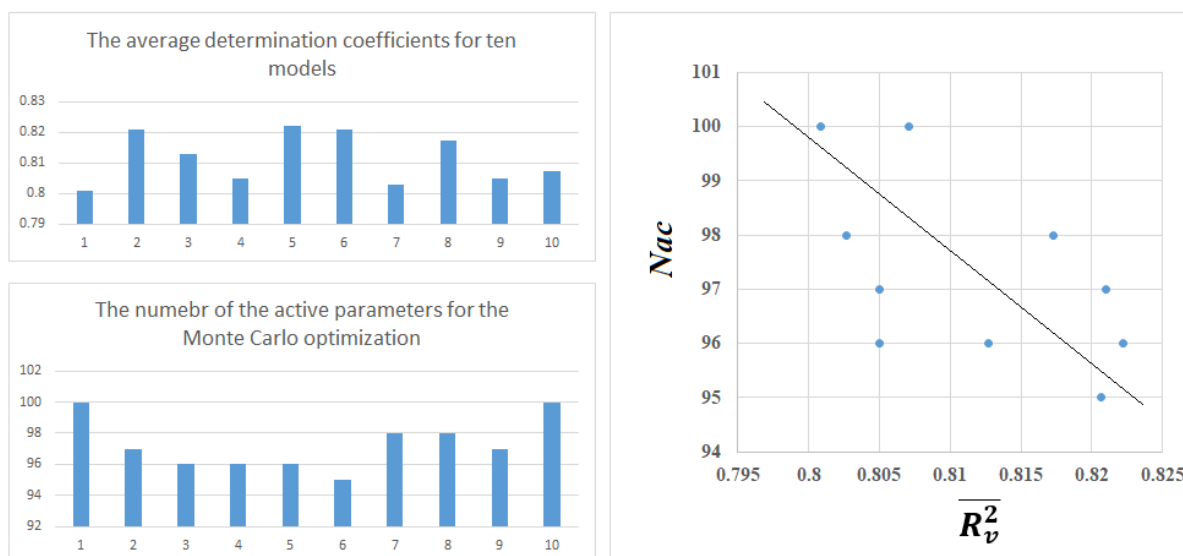 The average determination coefficients for ten
models
0.83
0.82
0.81
0.8
0.79
1 2 3 4 5 6 7 8 9 10
The numebr of the active parameters for the
Monte Carlo optimization
102
100
98
96
94
92
1 2 3 4 5 6 7 8 9 10
101
100
99
98
97
96
95
94
Nac
0.795 0.8 0.805 0.81 0.815 0.82 0.825
$\overline{R_v^2}$